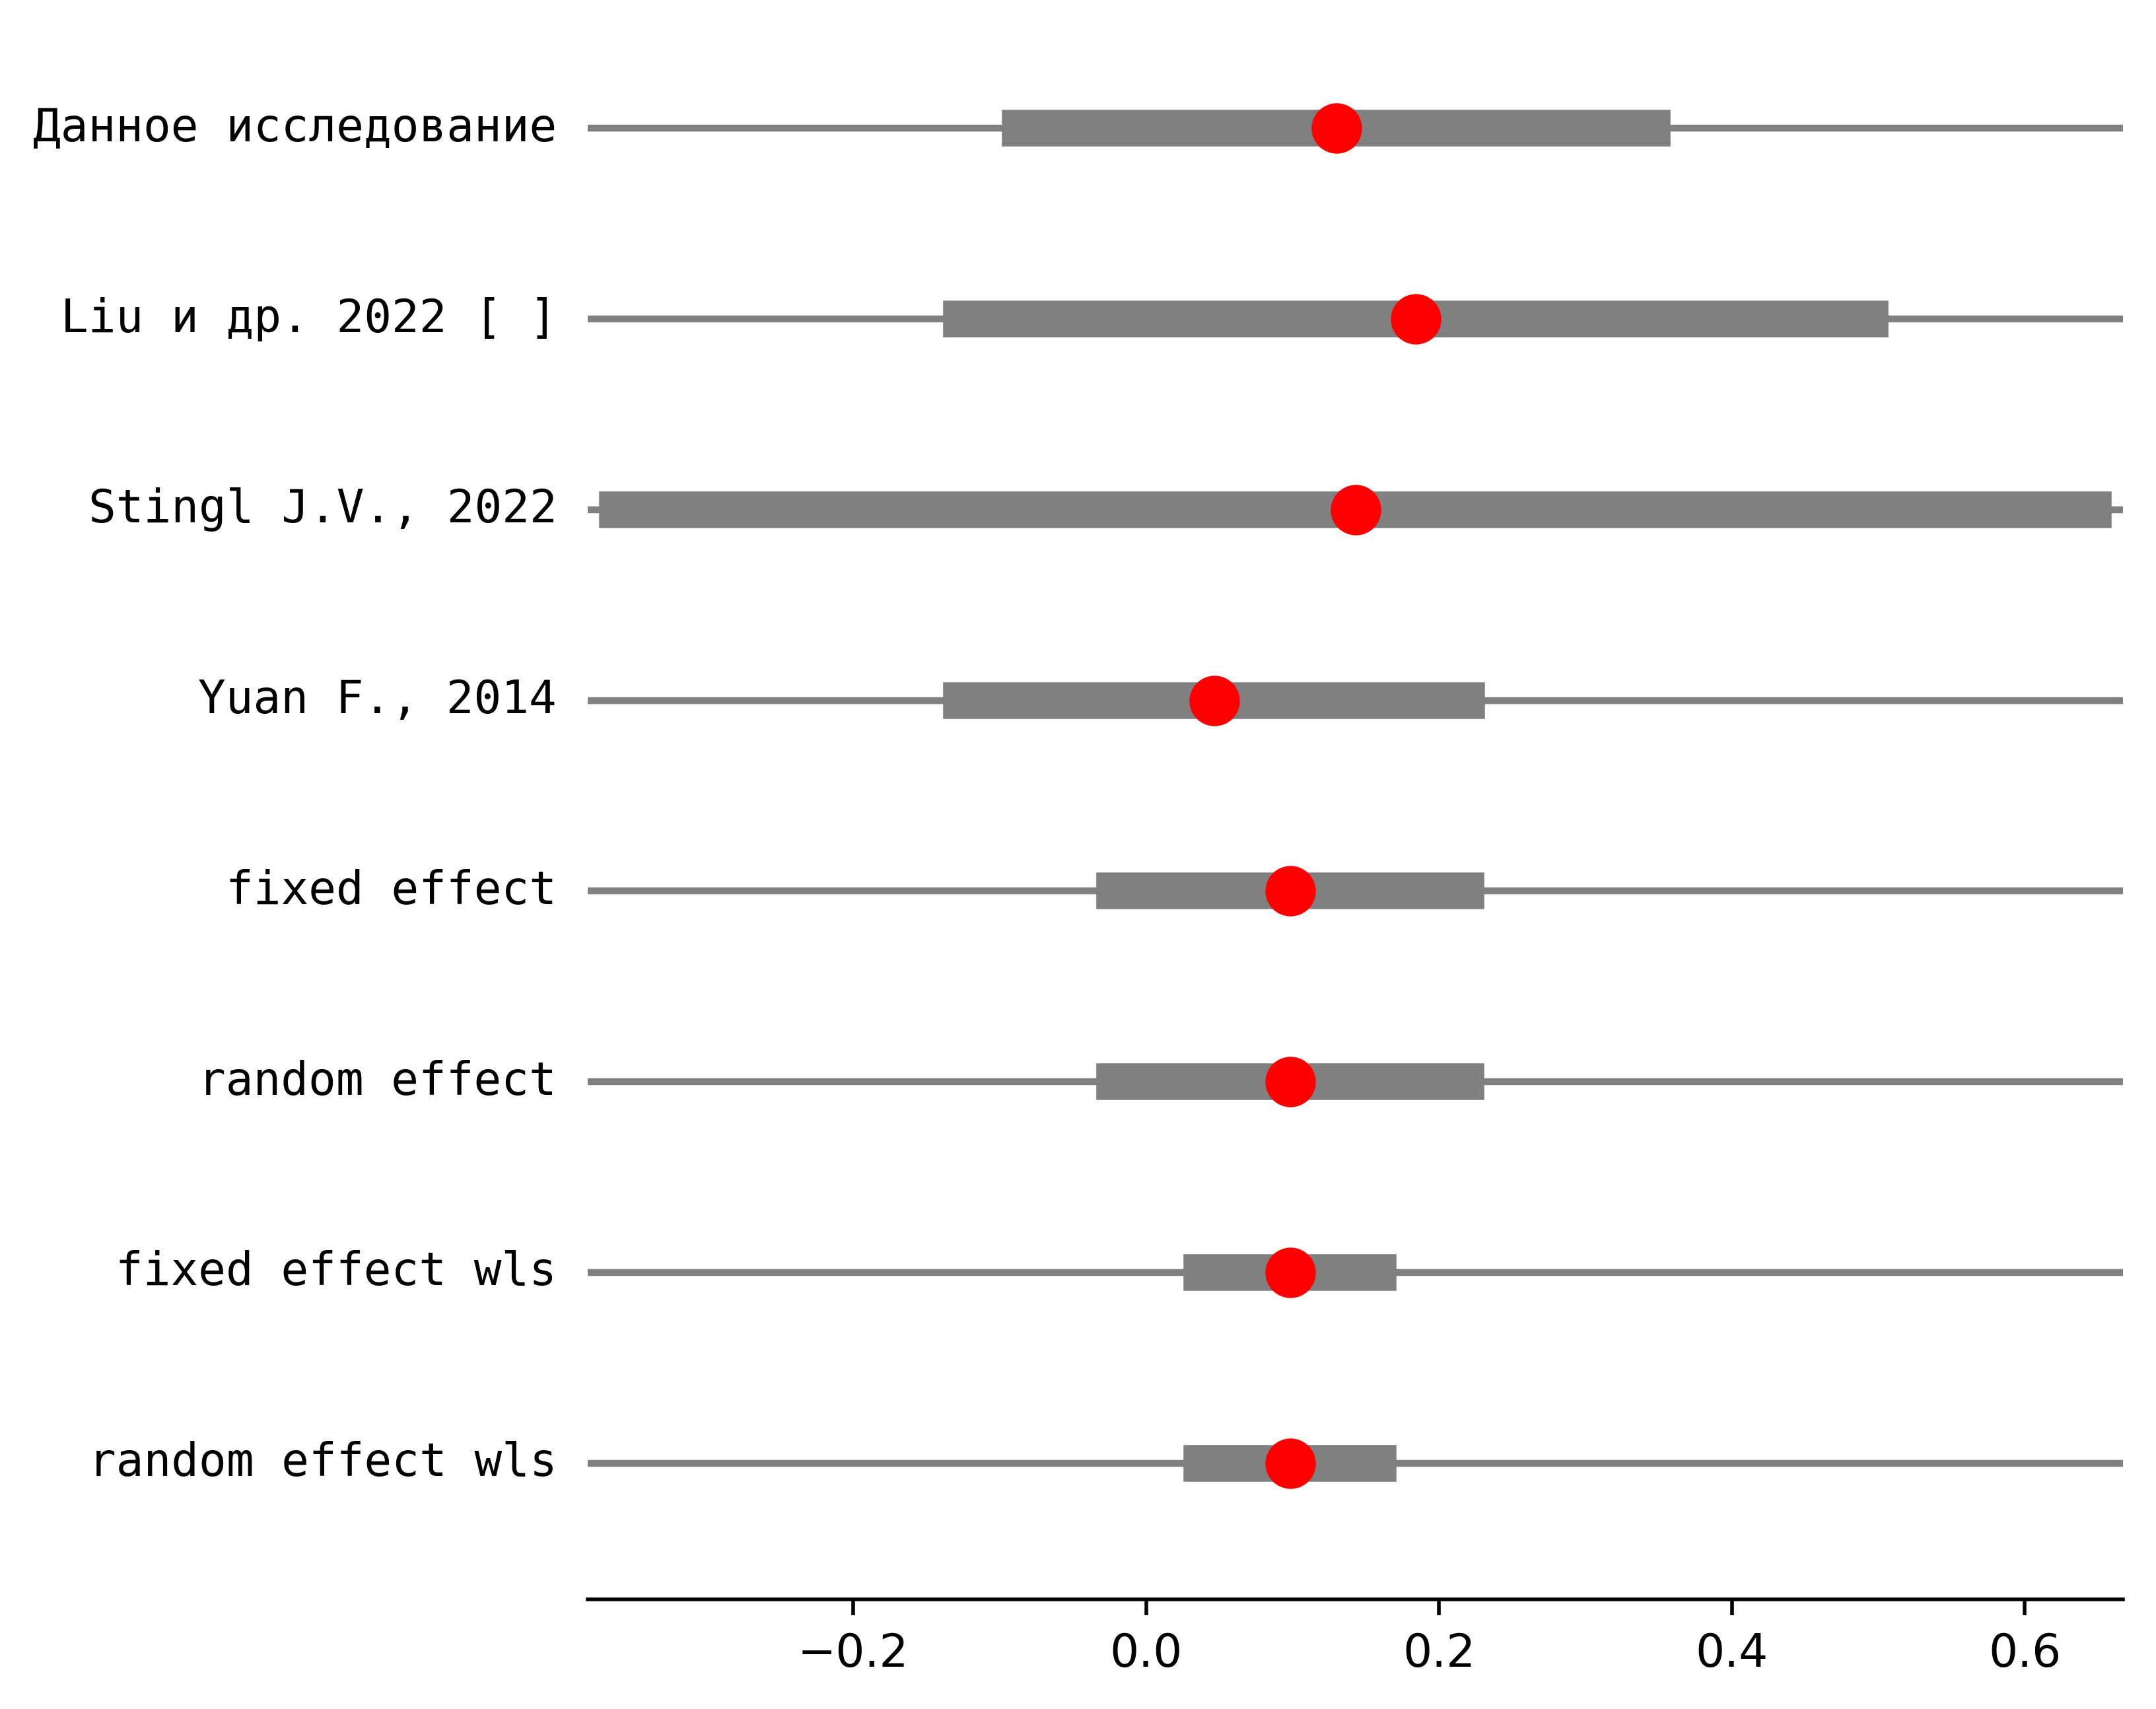 Данное исследование
Liu и др. 2022 [ ]
Stingl J.V., 2022
Yuan F., 2014
fixed effect
random effect
fixed effect wls
random effect wls
−0.2 0.0 0.2 0.4 0.6